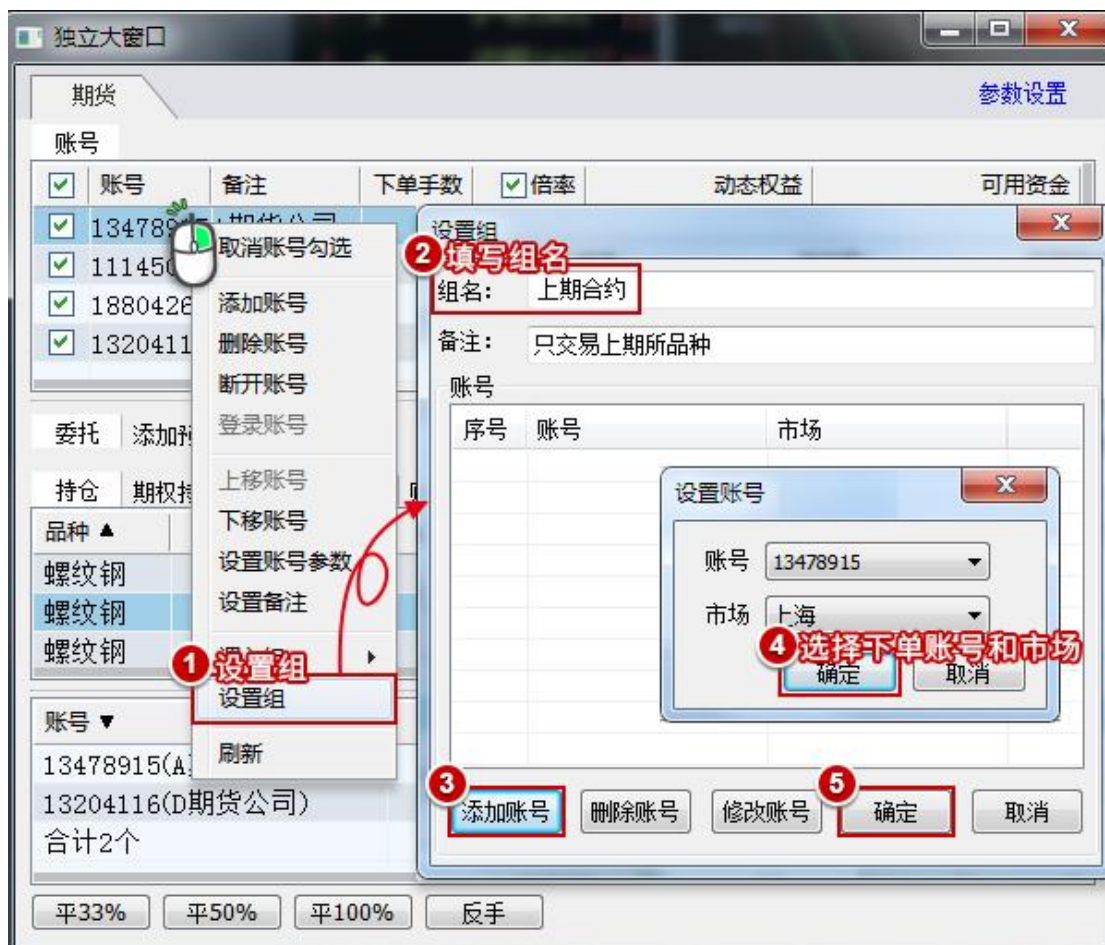 独立大窗口
期货
参数设置
账号
账号 备注 下单手数 倍率 动态权益 可用资金
134789
111450
1880426
1320411
取消账号勾选
添加账号
删除账号
断开账号
登录账号
上移账号
下移账号
设置账号参数
设置备注
1 设置组
设置组
刷新
委托 添加
持仓 期权持
品种 ▲
螺纹钢
螺纹钢
螺纹钢
账号 ▼
13478915(A
13204116(D期货公司)
合计2个
平33% 平50% 平100% 反手
设置组
2 填写组名
组名： 上期合约
备注： 只交易上期所品种
账号
序号 账号 市场
设置账号
账号 13478915
市场 上海
4 选择下单账号和市场
确定 取消
3 5
添加账号 删除账号 修改账号 确定 取消